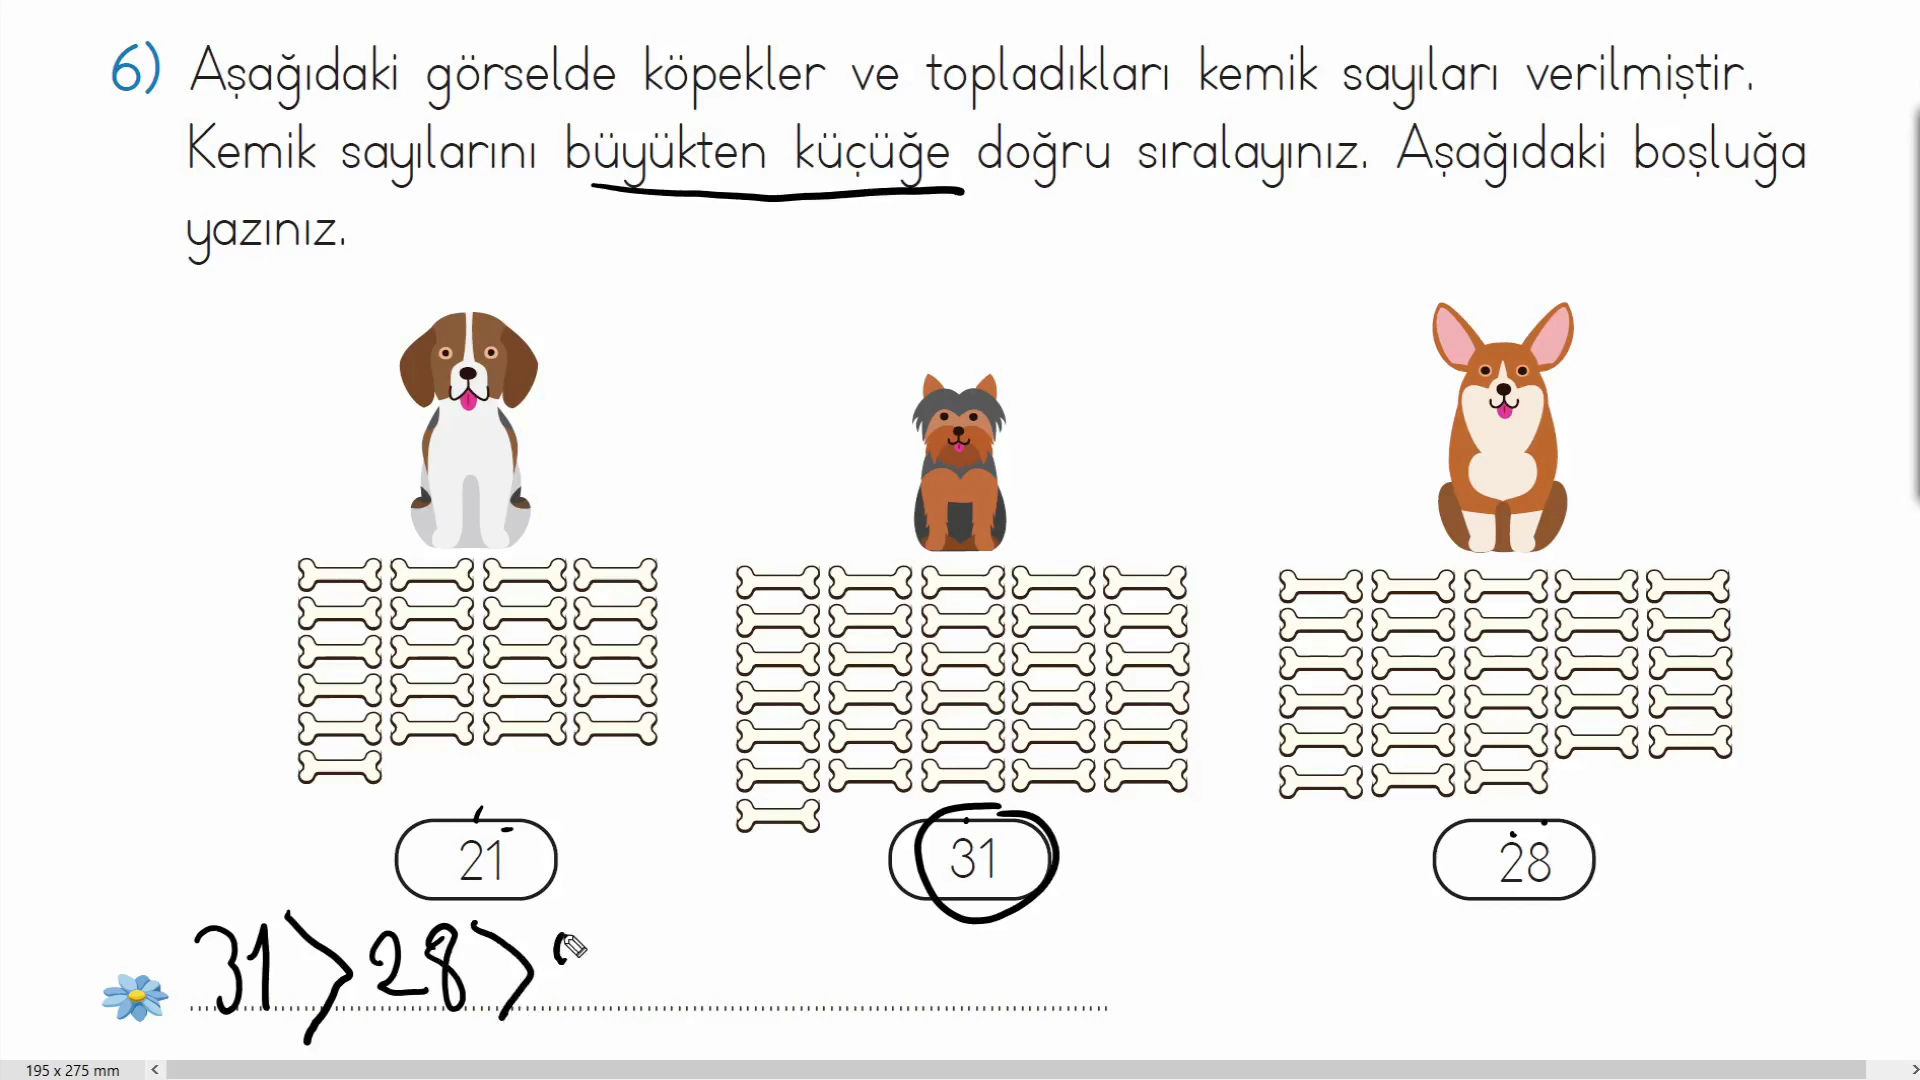 6) Aşağıdaki görselde köpekler ve topladıkları kemik sayıları verilmiştir.
Kemik sayılarını büyükten küçüğe doğru sıralayınız. Aşağıdaki boşluğa
yazınız.
21 31 28
31 > 28 >
195 x 275 mm